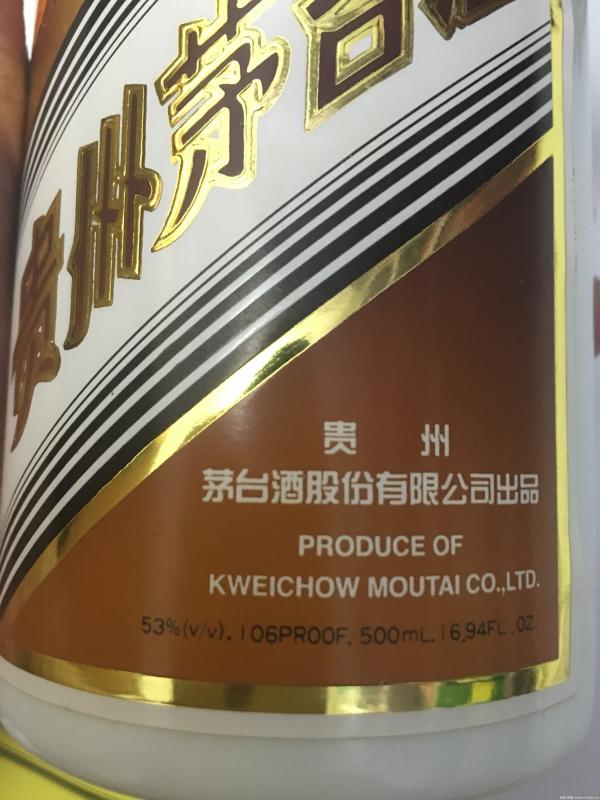 贵州茅台
贵 州
茅台酒股份有限公司出品
PRODUCE OF
KWEICHOW MOUTAI CO.,LTD.
53%(v/v). 106PROOF. 500mL. 16.94FL.OZ.